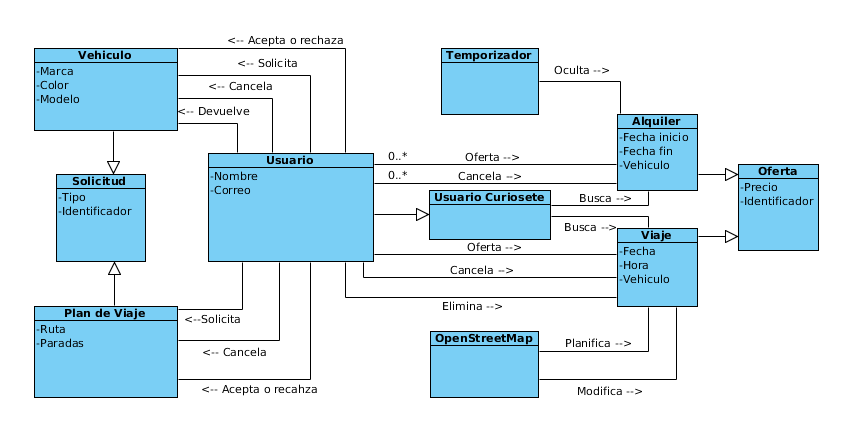 Vehiculo
-Marca
-Color
-Modelo
<-- Acepta o rechaza
<-- Solicita
<-- Cancela
<-- Devuelve
Temporizador
Oculta -->
Alquiler
-Fecha inicio
-Fecha fin
-Vehiculo
Solicitud
-Tipo
-Identificador
Usuario
-Nombre
-Correo
0..*
Oferta -->
0..*
Cancela -->
Usuario Curiosete
Busca -->
Busca -->
Oferta
-Precio
-Identificador
Viaje
-Fecha
-Hora
-Vehiculo
Oferta -->
Cancela -->
Elimina -->
Plan de Viaje
-Ruta
-Paradas
<--Solicita
<-- Cancela
<-- Acepta o recahza
OpenStreetMap
Planifica -->
Modifica -->